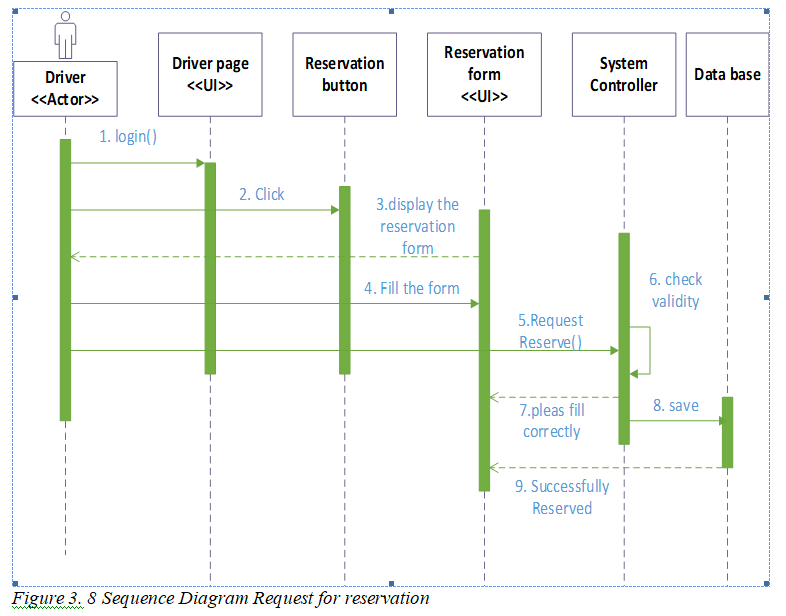 Driver
<<Actor>>
Driver page
<<UI>>
Reservation
button
Reservation
form
<<UI>>
System
Controller
Data base
1. login()
2. Click
3.display the
reservation
form
4. Fill the form
5.Request
Reserve()
6. check
validity
7.pleas fill
correctly
8. save
9. Successfully
Reserved
Figure 3. 8 Sequence Diagram Request for reservation